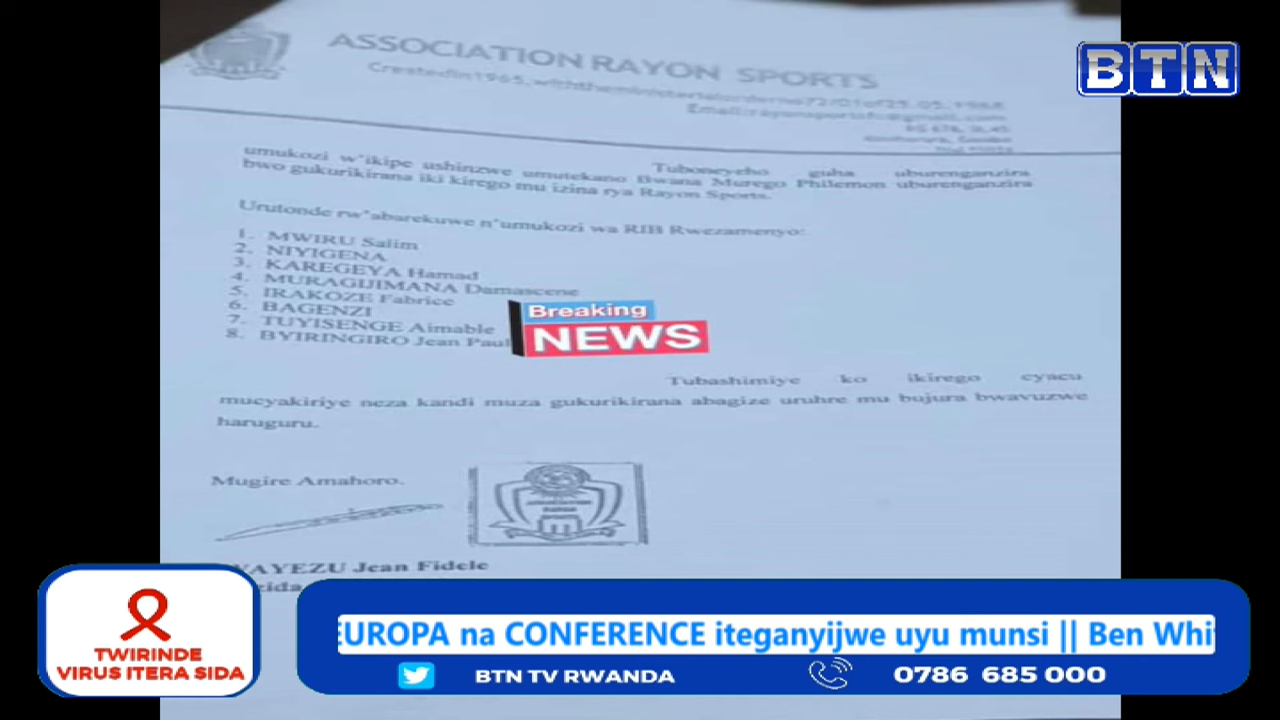 ASSOCIATION RAYON SPORTS
BTN
Tuboneyeho guha uburenganzira
umukozi w'ikipe ushinzwe umutekano Bwana Murego Philemon uburenganzira
bwo gukurikirana iki kirego mu izina rya Rayon Sports.
Urutonde rw'abarekuwe n'umukozi wa RIB Rwezamenyo:
1. MWIRU Salim
2. NIYIGENA
3. KAREGEYA Hamad
4. MURAGIJIMANA Damascene
5. IRAKOZE Fabrice
6. BAGENZI
7. TUYISENGE Aimable
8. BYIRINGIRO Jean Paul
Breaking
NEWS
Tubashimiye ko ikirego cyacu
mucyakiriye neza kandi muza gukurikirana abagize uruhre mu bujura bwavuzwe
haruguru.
Mugire Amahoro.
Jean Fidele
TWIRINDE
VIRUS ITERA SIDA
EUROPA na CONFERENCE iteganyijwe uyu munsi || Ben Whi
BTN TV RWANDA
0786 685 000